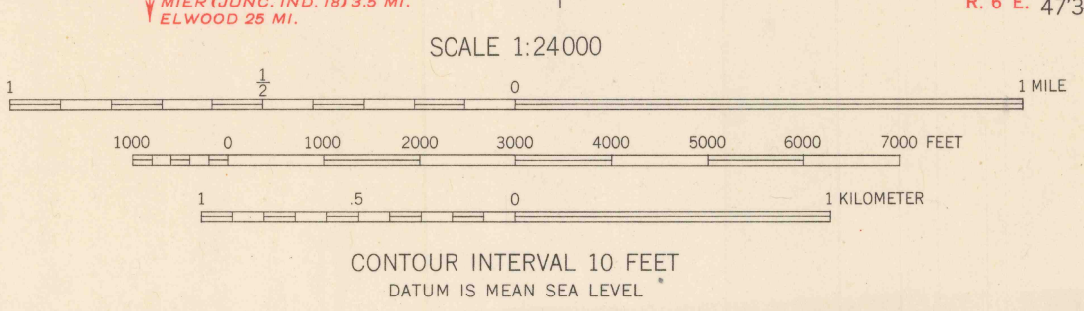 MIER (JUNC. IND. 18) 3.5 MI.
ELWOOD 25 MI.
R. 6 E. 47'3
SCALE 1:24000
1 1/2 0 1 MILE
1000 0 1000 2000 3000 4000 5000 6000 7000 FEET
1 .5 0 1 KILOMETER
CONTOUR INTERVAL 10 FEET
DATUM IS MEAN SEA LEVEL